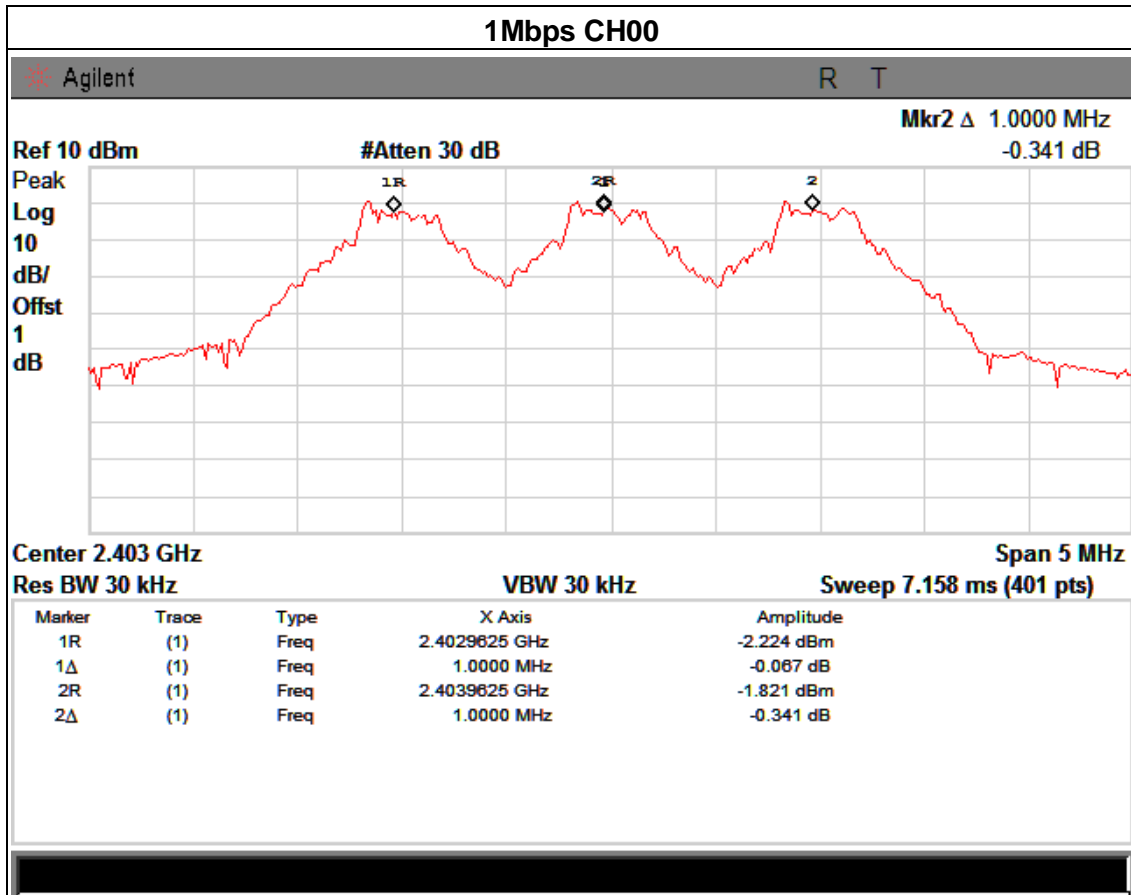 1Mbps CH00
Agilent R T
Mkr2 Δ 1.0000 MHz
Ref 10 dBm #Atten 30 dB -0.341 dB
Peak
Log
10
dB/
Offst
1
dB
1R 2 2
Center 2.403 GHz Span 5 MHz
Res BW 30 kHz VBW 30 kHz Sweep 7.158 ms (401 pts)
Marker Trace Type X Axis Amplitude
1R (1) Freq 2.4029625 GHz -2.224 dBm
1Δ (1) Freq 1.0000 MHz -0.067 dB
2R (1) Freq 2.4039625 GHz -1.821 dBm
2Δ (1) Freq 1.0000 MHz -0.341 dB